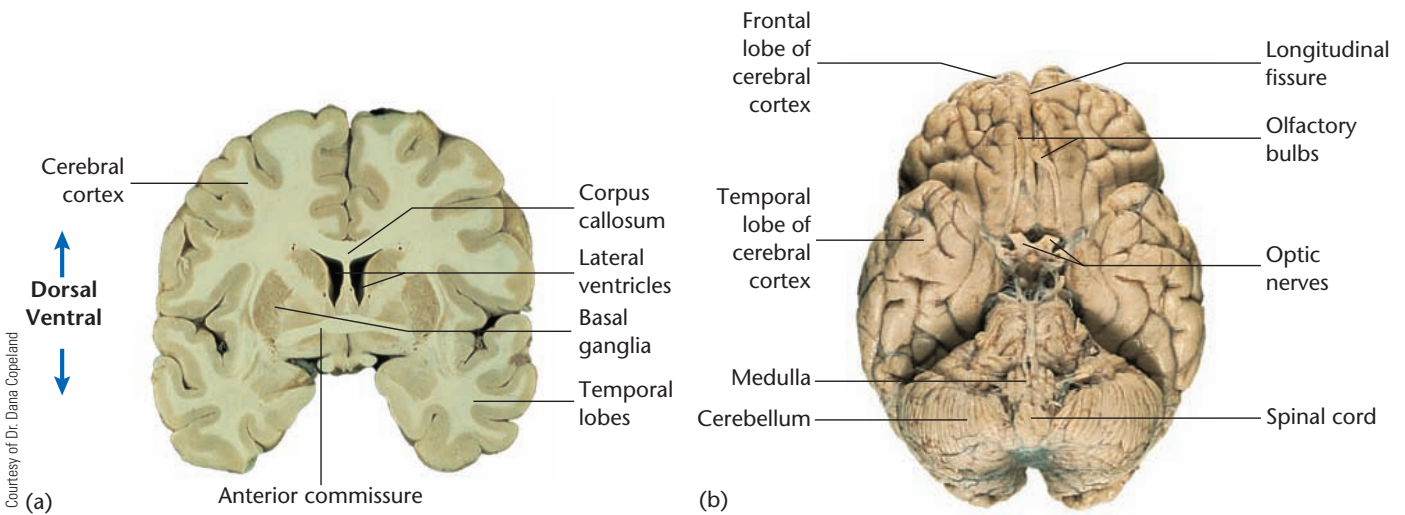 Cerebral
cortex
Dorsal
Ventral
Courtesy of Dr. Dana Copeland
(a)
Corpus
callosum
Lateral
ventricles
Basal
ganglia
Temporal
lobes
Anterior commissure
Frontal
lobe of
cerebral
cortex
Temporal
lobe of
cerebral
cortex
Medulla
Cerebellum
(b)
Longitudinal
fissure
Olfactory
bulbs
Optic
nerves
Spinal cord